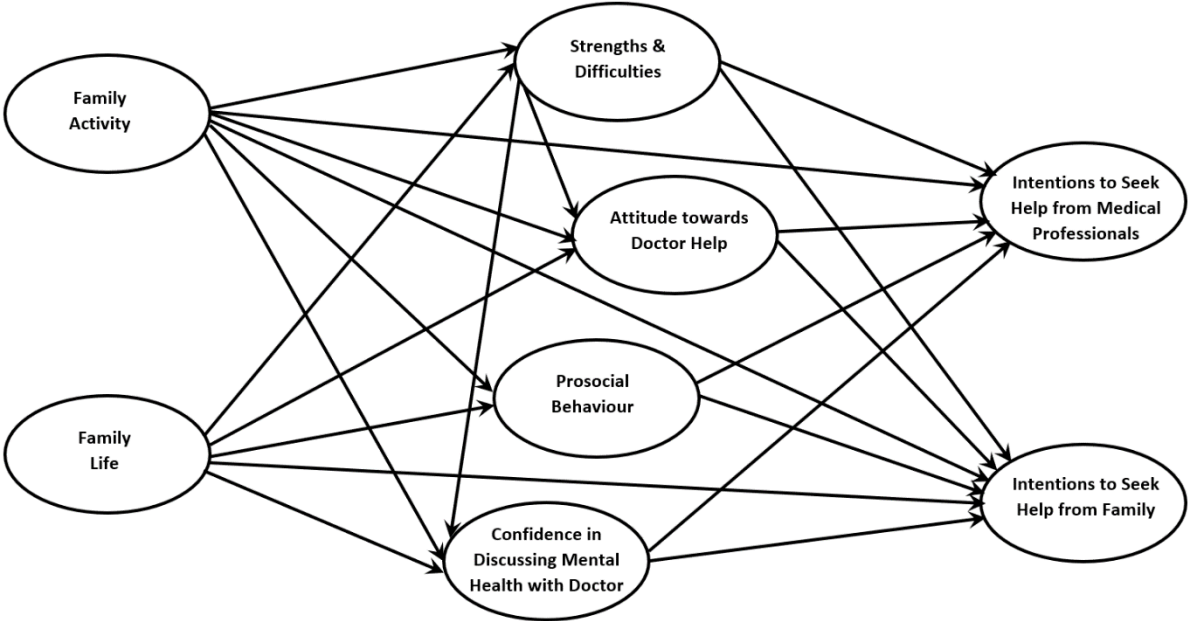 Strengths &
Difficulties
Family
Activity
Intentions to Seek
Help from Medical
Professionals
Attitude towards
Doctor Help
Prosocial
Behaviour
Family
Life
Intentions to Seek
Help from Family
Confidence in
Discussing Mental
Health with Doctor